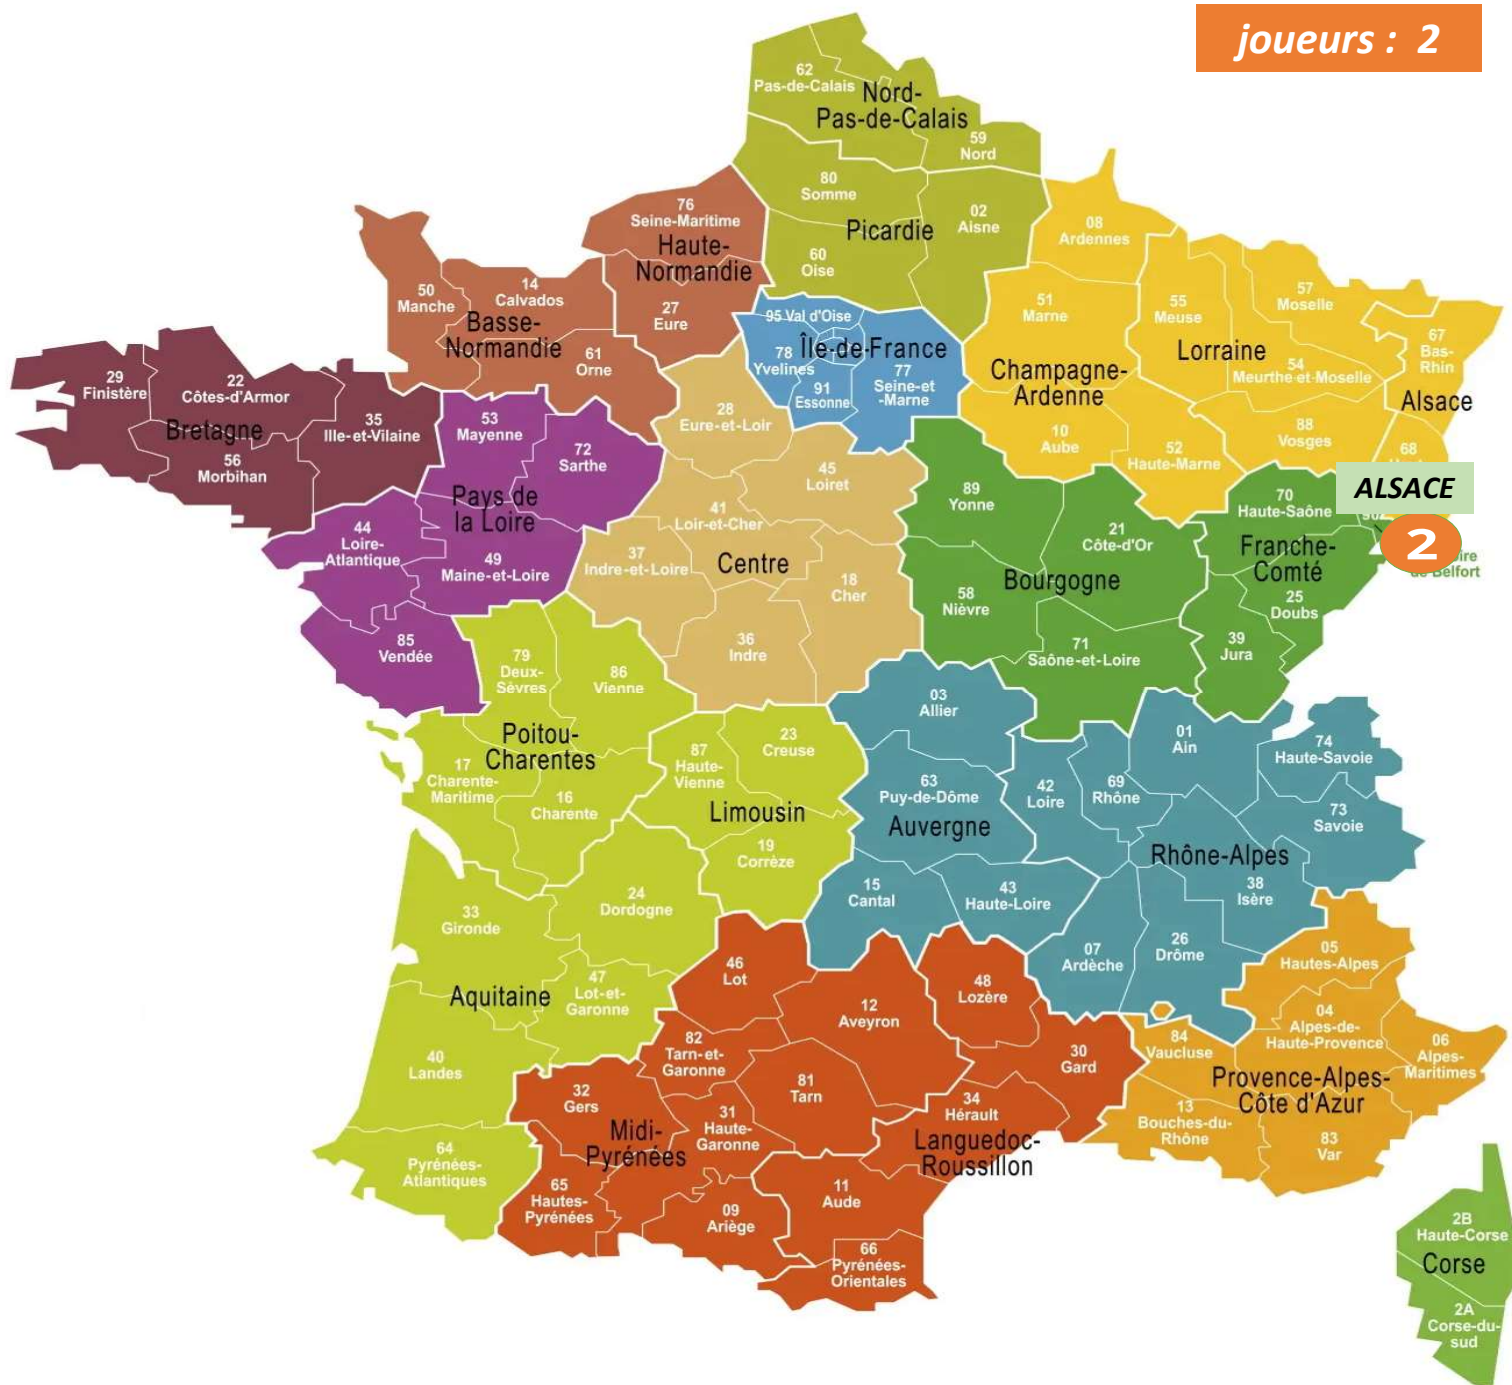 joueurs : 2
62
Pas-de-Calais
Nord-
Pas-de-Calais
59
Nord
80
Somme
02
Aisne
Picardie
60
Oise
76
Seine-Maritime
Haute-
Normandie
27
Eure
50
Manche
14
Calvados
Basse-
Normandie
61
Orne
08
Ardennes
51
Marne
55
Meuse
57
Moselle
67
Bas-
Rhin
Lorraine
54
Meurthe-et-Moselle
Champagne-
Ardenne
Alsace
10
Aube
52
Haute-Marne
88
Vosges
68
95 Val d'Oise
Île-de-France
78
Yvelines
91
Essonne
77
Seine-et
-Marne
29
Finistère
22
Côtes-d'Armor
35
Ille-et-Vilaine
Bretagne
56
Morbihan
53
Mayenne
72
Sarthe
Pays de
la Loire
44
Loire-
Atlantique
49
Maine-et-Loire
85
Vendée
28
Eure-et-Loir
45
Loiret
41
Loir-et-Cher
37
Indre-et-Loire
Centre
18
Cher
36
Indre
89
Yonne
21
Côte-d'Or
Bourgogne
58
Nièvre
71
Saône-et-Loire
70
Haute-Saône
ALSACE
90
2
de Belfort
Franche-
Comté
25
Doubs
39
Jura
79
Deux-
Sèvres
86
Vienne
Poitou-
Charentes
17
Charente-
Maritime
16
Charente
87
Haute-
Vienne
23
Creuse
Limousin
19
Corrèze
03
Allier
63
Puy-de-Dôme
Auvergne
15
Cantal
43
Haute-Loire
42
Loire
69
Rhône
01
Ain
74
Haute-Savoie
73
Savoie
Rhône-Alpes
38
Isère
07
Ardèche
26
Drôme
24
Dordogne
33
Gironde
47
Lot-et-
Garonne
Aquitaine
40
Landes
64
Pyrénées-
Atlantiques
46
Lot
12
Aveyron
48
Lozère
82
Tarn-et-
Garonne
81
Tarn
30
Gard
32
Gers
31
Haute-
Garonne
34
Hérault
Midi-
Pyrénées
Languedoc-
Roussillon
65
Hautes-
Pyrénées
09
Ariège
11
Aude
66
Pyrénées-
Orientales
05
Hautes-Alpes
04
Alpes-de-
Haute-Provence
06
Alpes-
Maritimes
84
Vaucluse
Provence-Alpes-
Côte d'Azur
13
Bouches-du-
Rhône
83
Var
2B
Haute-Corse
Corse
2A
Corse-du-
sud